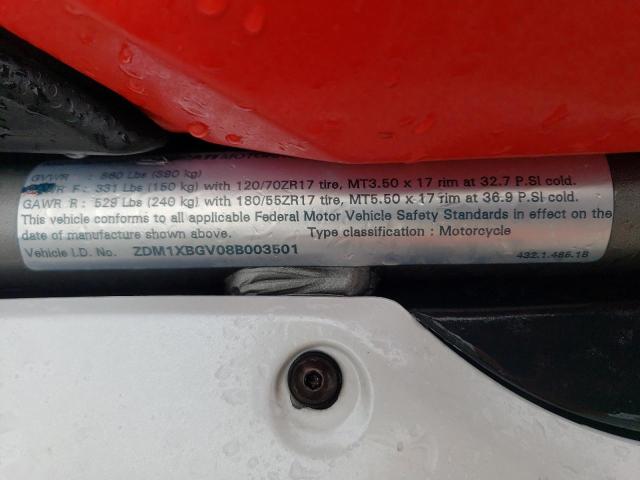 MOTOR
GVWR : 860 Lbs (390 kg)
R F : 331 Lbs (150 kg) with 120/70ZR17 tire, MT3.50 x 17 rim at 32.7 P.SI cold.
GAWR R : 529 Lbs (240 kg) with 180/55ZR17 tire, MT5.50 x 17 rim at 36.9 P.SI cold.
This vehicle conforms to all applicable Federal Motor Vehicle Safety Standards in effect on the
date of manufacture shown above. Type classification : Motorcycle
Vehicle I.D. No. ZDM1XBGV08B003501
432.1.485.1B